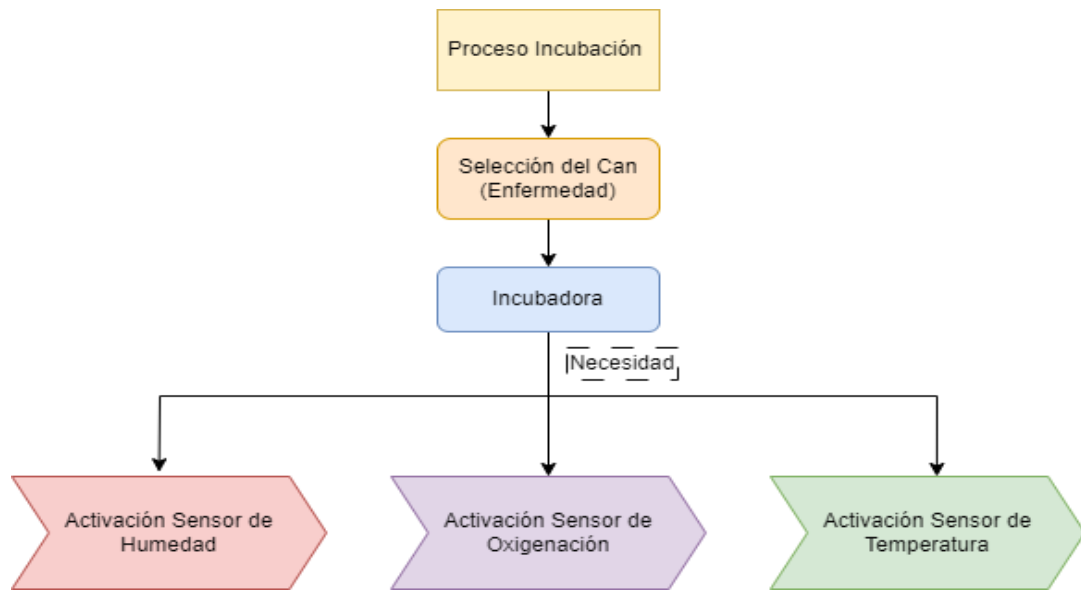 Proceso Incubación
Selección del Can
(Enfermedad)
Incubadora
Necesidad
Activación Sensor de
Humedad
Activación Sensor de
Oxigenación
Activación Sensor de
Temperatura